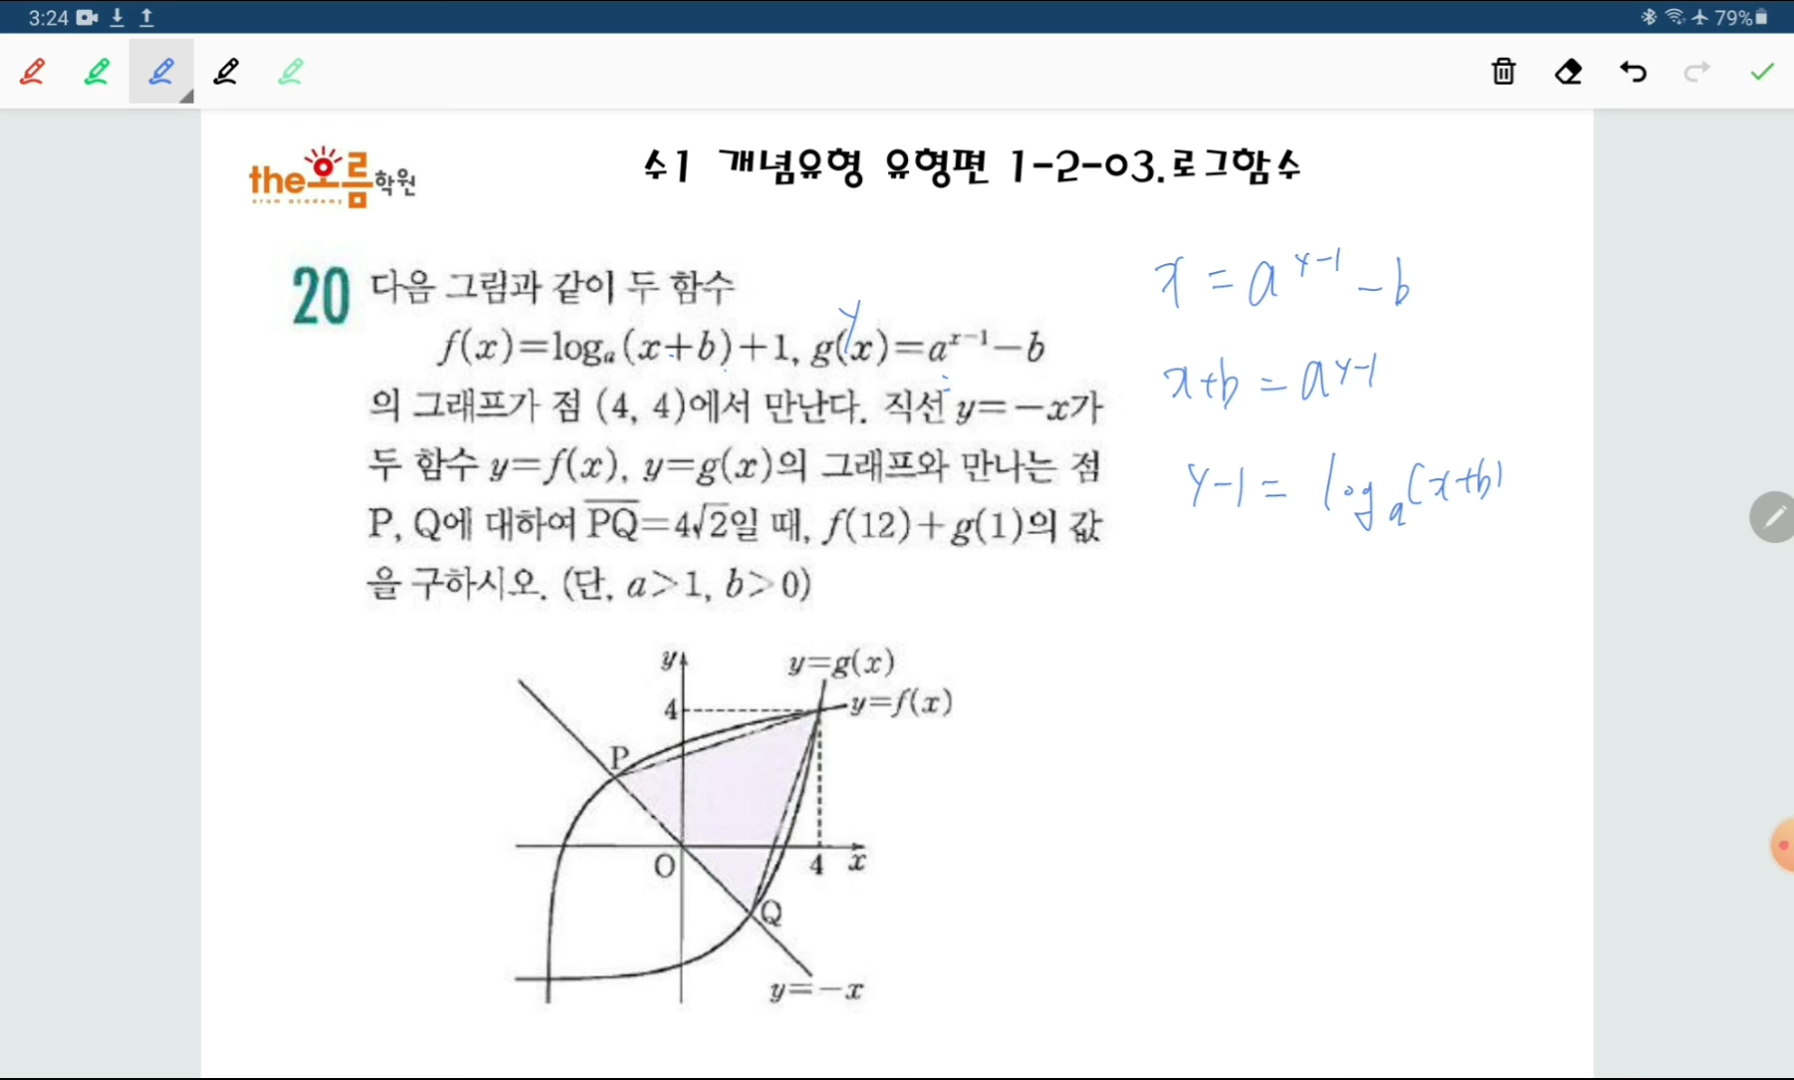 3:24
79%
the오름학원
oram academy
수1 개념유형 유형편 1-2-03.로그함수
20 다음 그림과 같이 두 함수
f(x)=logₐ(x+b)+1, g(x)=a^{x-1}-b
의 그래프가 점 (4, 4)에서 만난다. 직선 y=-x가
두 함수 y=f(x), y=g(x)의 그래프와 만나는 점
P, Q에 대하여 \overline{PQ}=4√2일 때, f(12)+g(1)의 값
을 구하시오. (단, a>1, b>0)
y
x=a^{y-1}-b
x+b=a^{y-1}
y-1=logₐ(x+b)
y
y=g(x)
4
y=f(x)
P
O
4
x
Q
y=-x